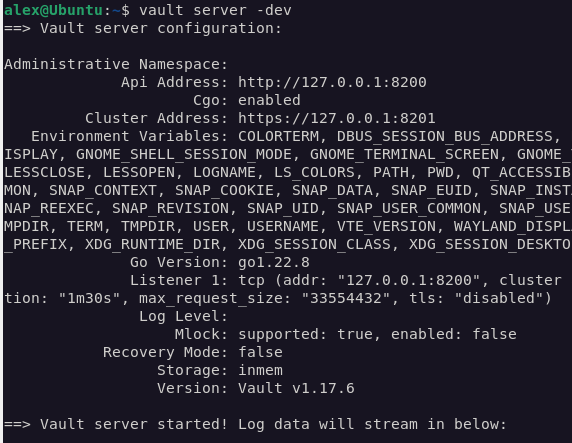 alex@Ubuntu:~$ vault server -dev
==> Vault server configuration:
Administrative Namespace:
Api Address: http://127.0.0.1:8200
Cgo: enabled
Cluster Address: https://127.0.0.1:8201
Environment Variables: COLORTERM, DBUS_SESSION_BUS_ADDRESS,
ISPLAY, GNOME_SHELL_SESSION_MODE, GNOME_TERMINAL_SCREEN, GNOME_
LESSCLOSE, LESSOPEN, LOGNAME, LS_COLORS, PATH, PWD, QT_ACCESSIB
MON, SNAP_CONTEXT, SNAP_COOKIE, SNAP_DATA, SNAP_EUID, SNAP_INST
NAP_REEXEC, SNAP_REVISION, SNAP_UID, SNAP_USER_COMMON, SNAP_USE
MPDIR, TERM, TMPDIR, USER, USERNAME, VTE_VERSION, WAYLAND_DISPL
_PREFIX, XDG_RUNTIME_DIR, XDG_SESSION_CLASS, XDG_SESSION_DESKTO
Go Version: go1.22.8
Listener 1: tcp (addr: "127.0.0.1:8200", cluster
tion: "1m30s", max_request_size: "33554432", tls: "disabled")
Log Level:
Mlock: supported: true, enabled: false
Recovery Mode: false
Storage: inmem
Version: Vault v1.17.6
==> Vault server started! Log data will stream in below: